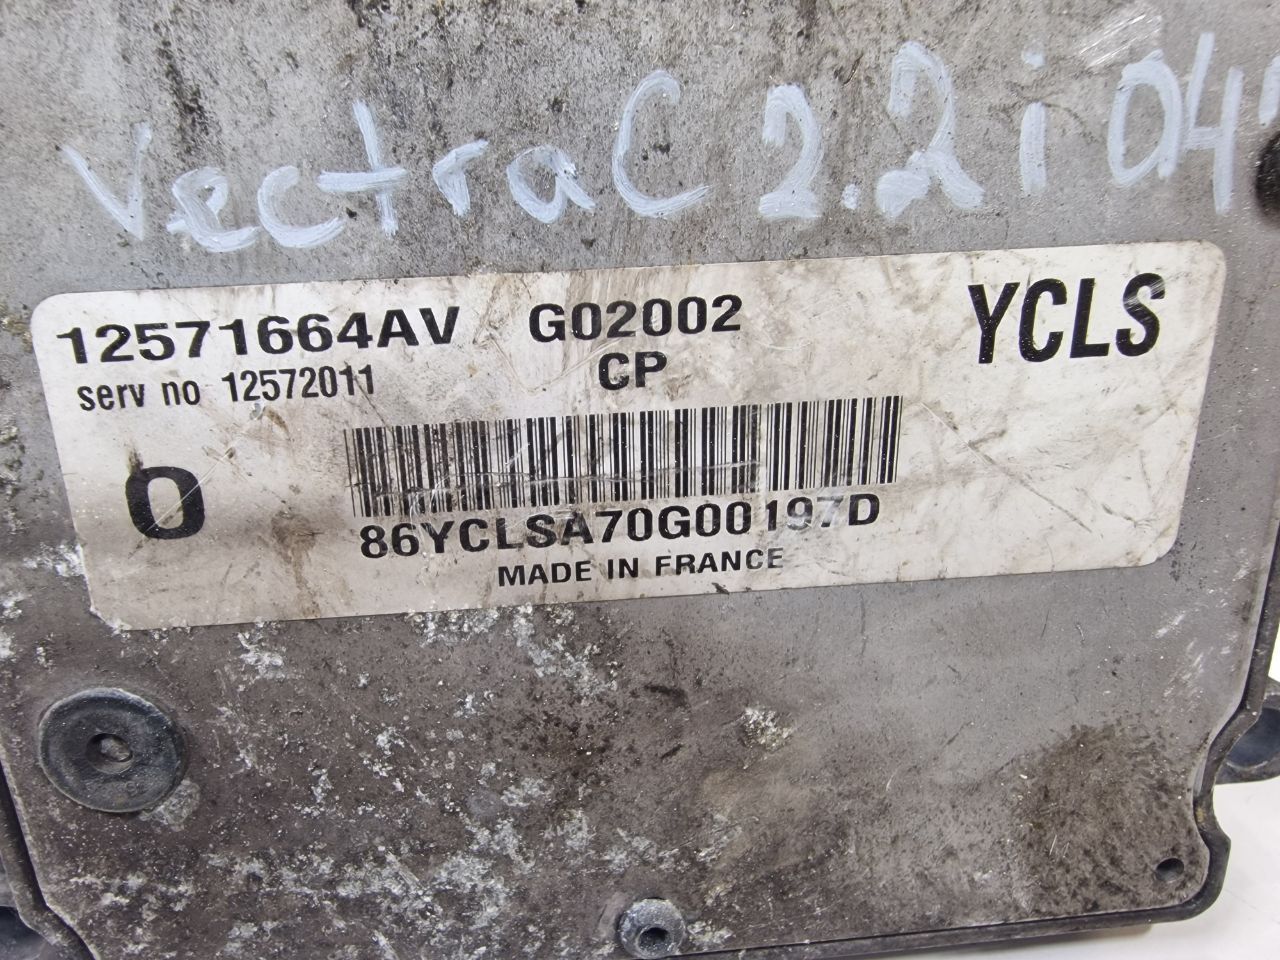 Vectra C 2.2i 04'
12571664AV G02002 YCLS
serv no 12572011 CP
O
86YCLSA70G00197D
MADE IN FRANCE